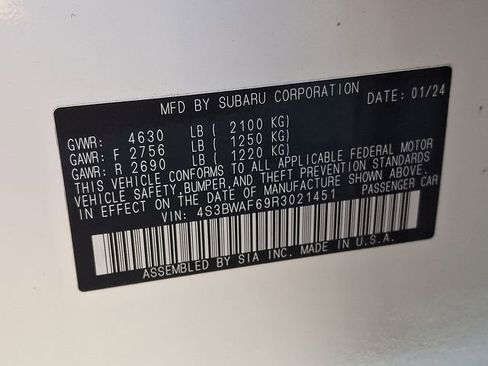 MFD BY SUBARU CORPORATION DATE: 01/24
GVWR: 4630 LB ( 2100 KG)
GAWR: F 2756 LB ( 1250 KG)
GAWR: R 2690 LB ( 1220 KG)
THIS VEHICLE CONFORMS TO ALL APPLICABLE FEDERAL MOTOR
VEHICLE SAFETY, BUMPER, AND THEFT PREVENTION STANDARDS
IN EFFECT ON THE DATE OF MANUFACTURE SHOWN ABOVE.
VIN: 4S3BWAF69R3021451 PASSENGER CAR
ASSEMBLED BY SIA INC. MADE IN U.S.A.